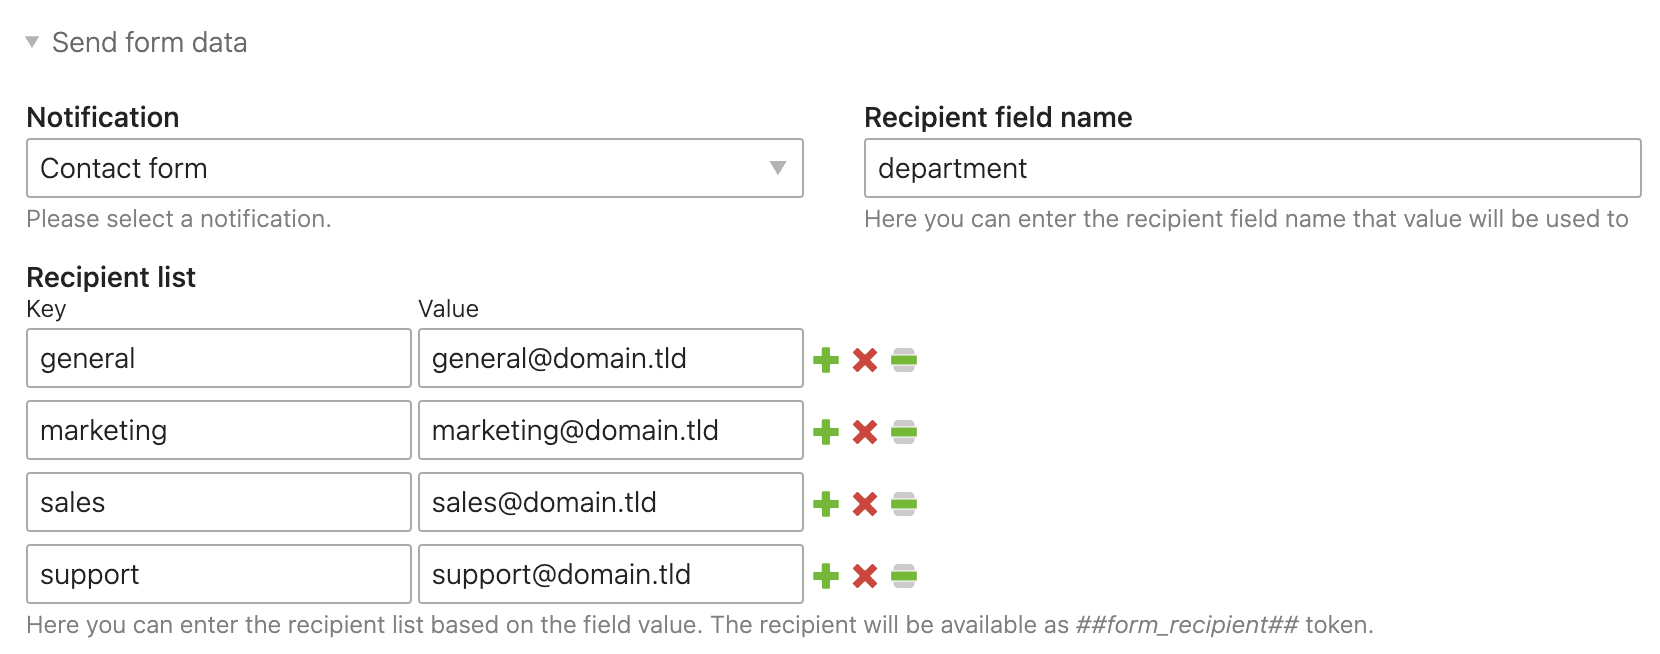 Send form data
Notification
Recipient field name
Contact form
department
Please select a notification.
Here you can enter the recipient field name that value will be used to
Recipient list
Key Value
general general@domain.tld
marketing marketing@domain.tld
sales sales@domain.tld
support support@domain.tld
Here you can enter the recipient list based on the field value. The recipient will be available as ##form_recipient## token.